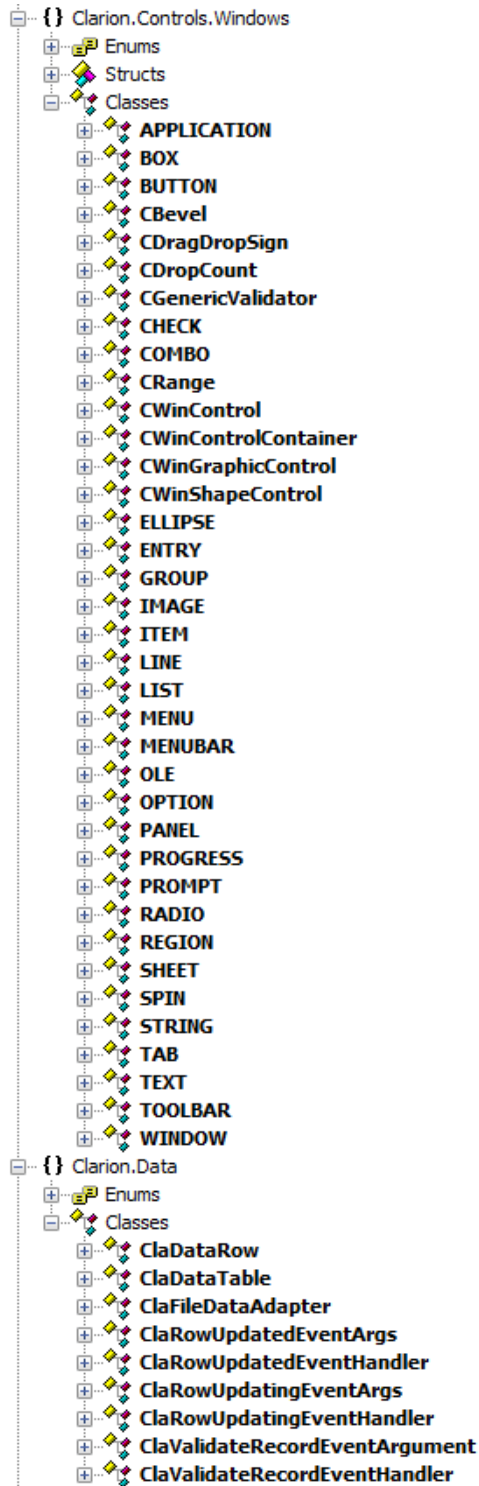 {} Clarion.Controls.Windows
Enums
Structs
Classes
APPLICATION
BOX
BUTTON
CBevel
CDragDropSign
CDropCount
CGenericValidator
CHECK
COMBO
CRange
CWinControl
CWinControlContainer
CWinGraphicControl
CWinShapeControl
ELLIPSE
ENTRY
GROUP
IMAGE
ITEM
LINE
LIST
MENU
MENUBAR
OLE
OPTION
PANEL
PROGRESS
PROMPT
RADIO
REGION
SHEET
SPIN
STRING
TAB
TEXT
TOOLBAR
WINDOW
{} Clarion.Data
Enums
Classes
ClaDataRow
ClaDataTable
ClaFileDataAdapter
ClaRowUpdatedEventArgs
ClaRowUpdatedEventHandler
ClaRowUpdatingEventArgs
ClaRowUpdatingEventHandler
ClaValidateRecordEventArgument
ClaValidateRecordEventHandler